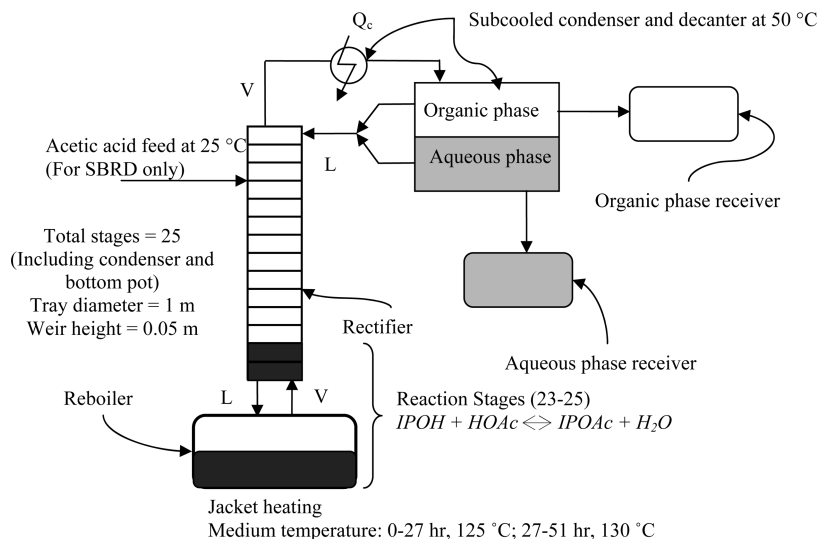 Q_c
Subcooled condenser and decanter at 50 °C
V
Organic phase
Acetic acid feed at 25 °C
(For SBRD only)
L
Aqueous phase
Organic phase receiver
Total stages = 25
(Including condenser and
bottom pot)
Tray diameter = 1 m
Weir height = 0.05 m
Rectifier
Aqueous phase receiver
Reboiler
L
V
Reaction Stages (23-25)
IPOH + HOAc <=> IPOAc + H₂O
Jacket heating
Medium temperature: 0-27 hr, 125 ˚C; 27-51 hr, 130 ˚C